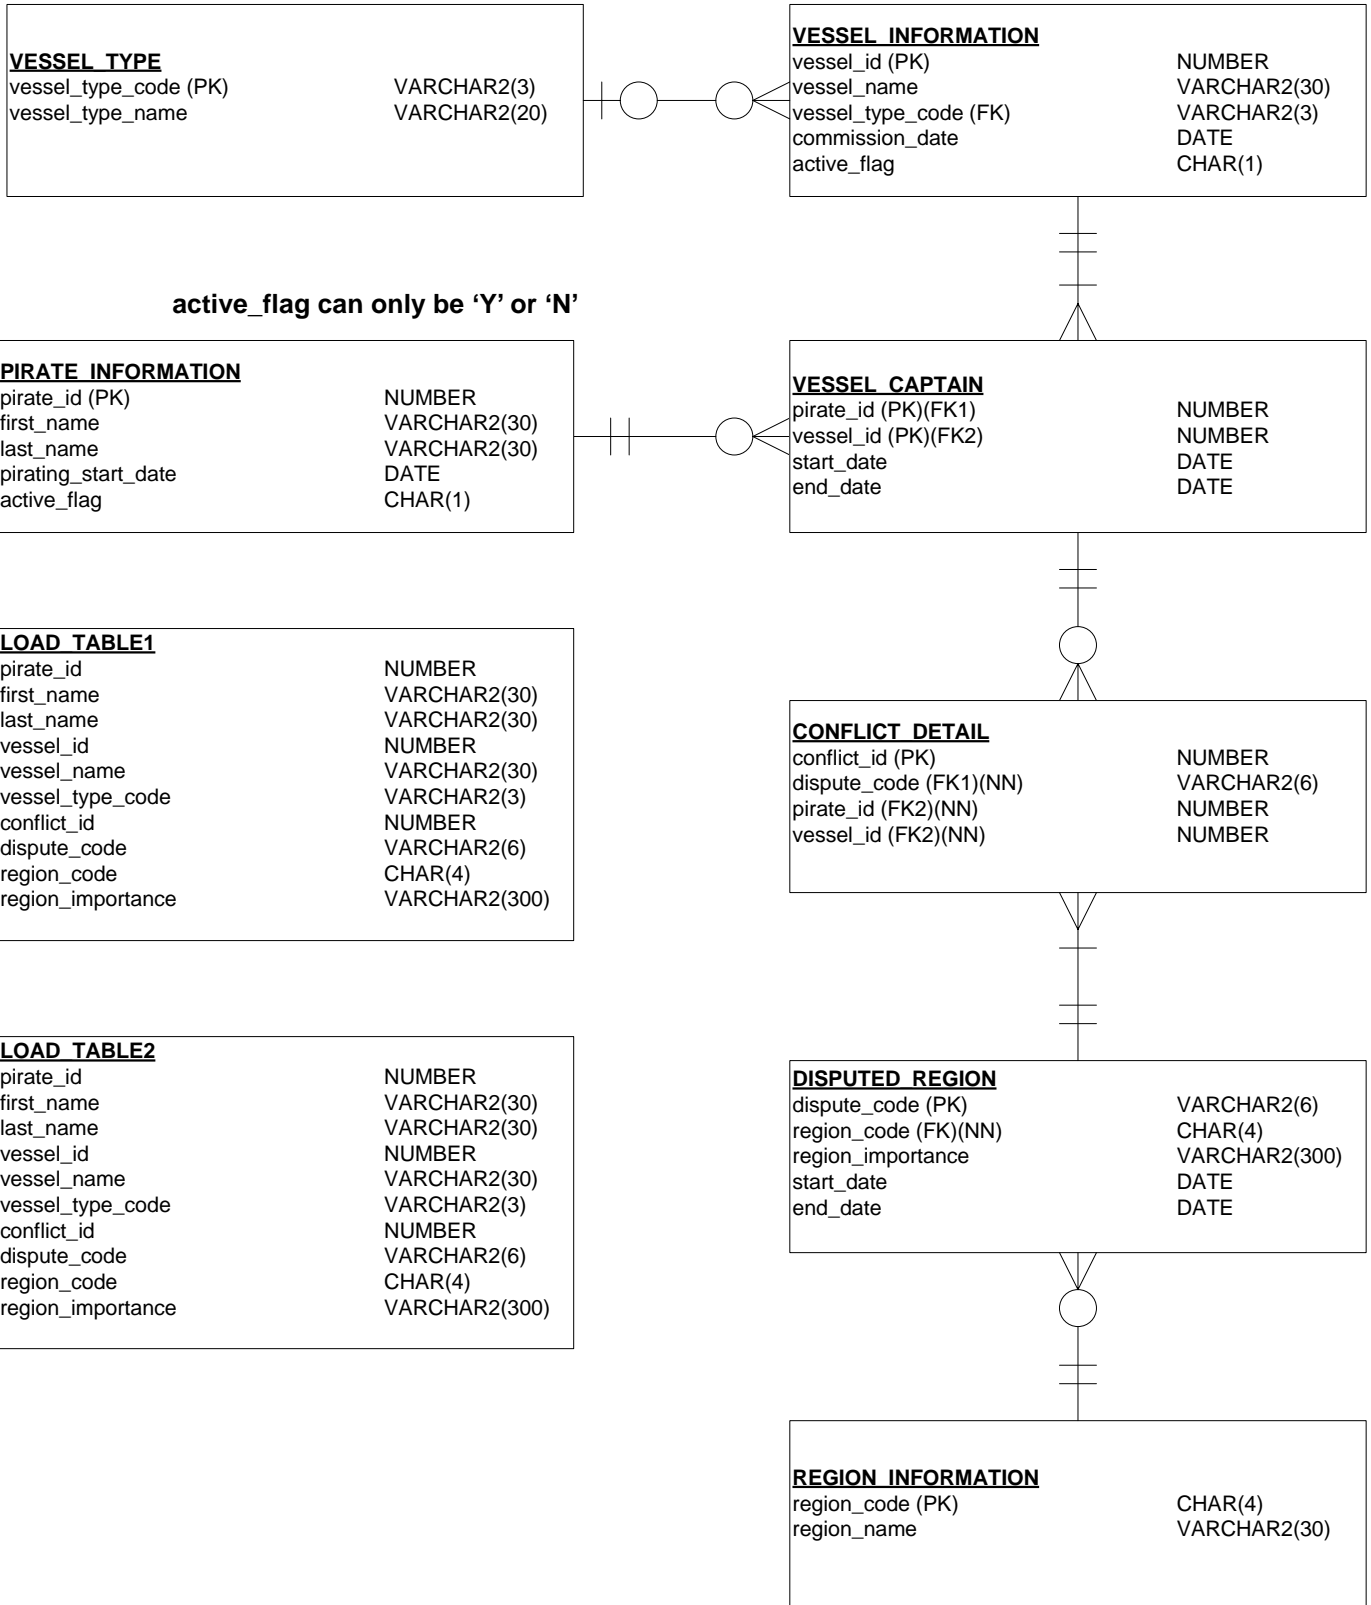 VESSEL_TYPE
vessel_type_code (PK) VARCHAR2(3)
vessel_type_name VARCHAR2(20)
VESSEL_INFORMATION
vessel_id (PK) NUMBER
vessel_name VARCHAR2(30)
vessel_type_code (FK) VARCHAR2(3)
commission_date DATE
active_flag CHAR(1)
active_flag can only be ‘Y’ or ‘N’
PIRATE_INFORMATION
pirate_id (PK) NUMBER
first_name VARCHAR2(30)
last_name VARCHAR2(30)
pirating_start_date DATE
active_flag CHAR(1)
VESSEL_CAPTAIN
pirate_id (PK)(FK1) NUMBER
vessel_id (PK)(FK2) NUMBER
start_date DATE
end_date DATE
LOAD_TABLE1
pirate_id NUMBER
first_name VARCHAR2(30)
last_name VARCHAR2(30)
vessel_id NUMBER
vessel_name VARCHAR2(30)
vessel_type_code VARCHAR2(3)
conflict_id NUMBER
dispute_code VARCHAR2(6)
region_code CHAR(4)
region_importance VARCHAR2(300)
CONFLICT_DETAIL
conflict_id (PK) NUMBER
dispute_code (FK1)(NN) VARCHAR2(6)
pirate_id (FK2)(NN) NUMBER
vessel_id (FK2)(NN) NUMBER
LOAD_TABLE2
pirate_id NUMBER
first_name VARCHAR2(30)
last_name VARCHAR2(30)
vessel_id NUMBER
vessel_name VARCHAR2(30)
vessel_type_code VARCHAR2(3)
conflict_id NUMBER
dispute_code VARCHAR2(6)
region_code CHAR(4)
region_importance VARCHAR2(300)
DISPUTED_REGION
dispute_code (PK) VARCHAR2(6)
region_code (FK)(NN) CHAR(4)
region_importance VARCHAR2(300)
start_date DATE
end_date DATE
REGION_INFORMATION
region_code (PK) CHAR(4)
region_name VARCHAR2(30)